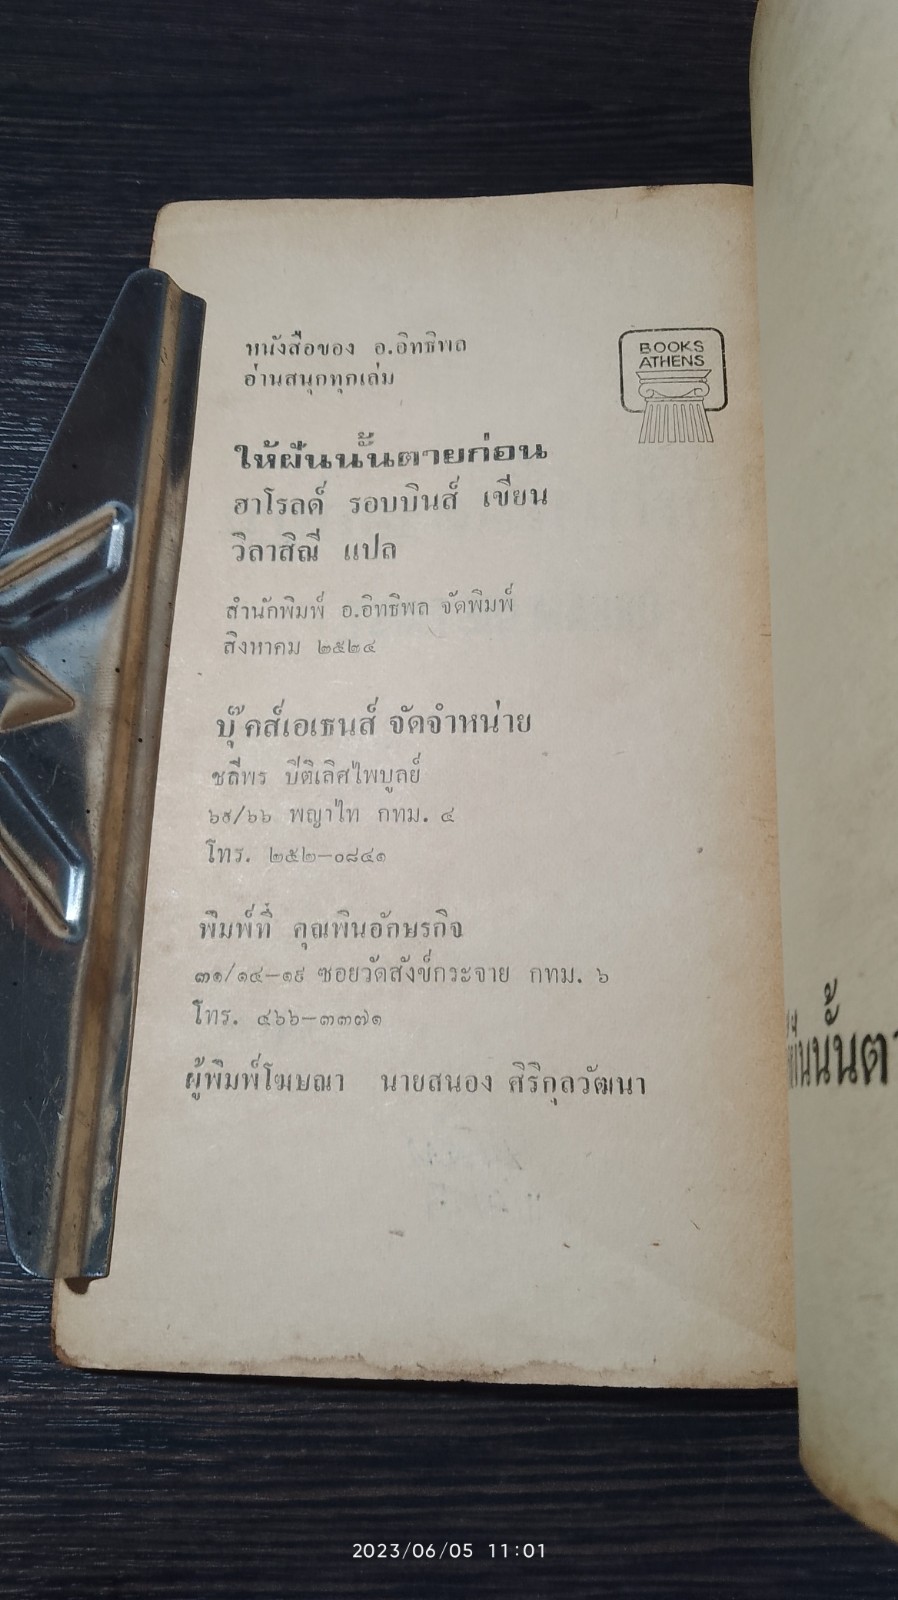 หนังสือของ อ.อิทธิพล
อ่านสนุกทุกเล่ม
BOOKS
ATHENS
ให้ฝันนั้นตายก่อน
ฮาโรลด์ รอบบินส์ เขียน
วิลาสิณี แปล
สำนักพิมพ์ อ.อิทธิพล จัดพิมพ์
สิงหาคม ๒๕๒๔
บุ๊คส์เอเธนส์ จัดจำหน่าย
ชลีพร ปีติเลิศไพบูลย์
๖๙/๖๖ พญาไท กทม. ๔
โทร. ๒๕๒–๐๘๔๑
พิมพ์ที่ คุณพินอักษรกิจ
๓๑/๑๔–๑๙ ซอยวัดสังข์กระจาย กทม. ๖
โทร. ๔๖๖–๓๓๗๑
ผู้พิมพ์โฆษณา นายสนอง ศิริกุลวัฒนา
2023/06/05 11:01